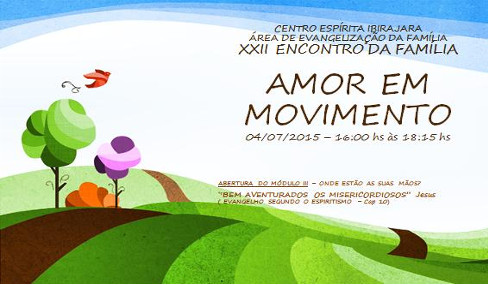 CENTRO ESPÍRITA IBIRAJARA
ÁREA DE EVANGELIZAÇÃO DA FAMÍLIA
XXII ENCONTRO DA FAMÍLIA
AMOR EM
MOVIMENTO
04/07/2015 – 16:00 hs às 18:15 hs
ABERTURA DO MÓDULO III – ONDE ESTÃO AS SUAS MÃOS?
"BEM AVENTURADOS OS MISERICORDIOSOS" Jesus
( EVANGELHO SEGUNDO O ESPIRITISMO – Cap 10)